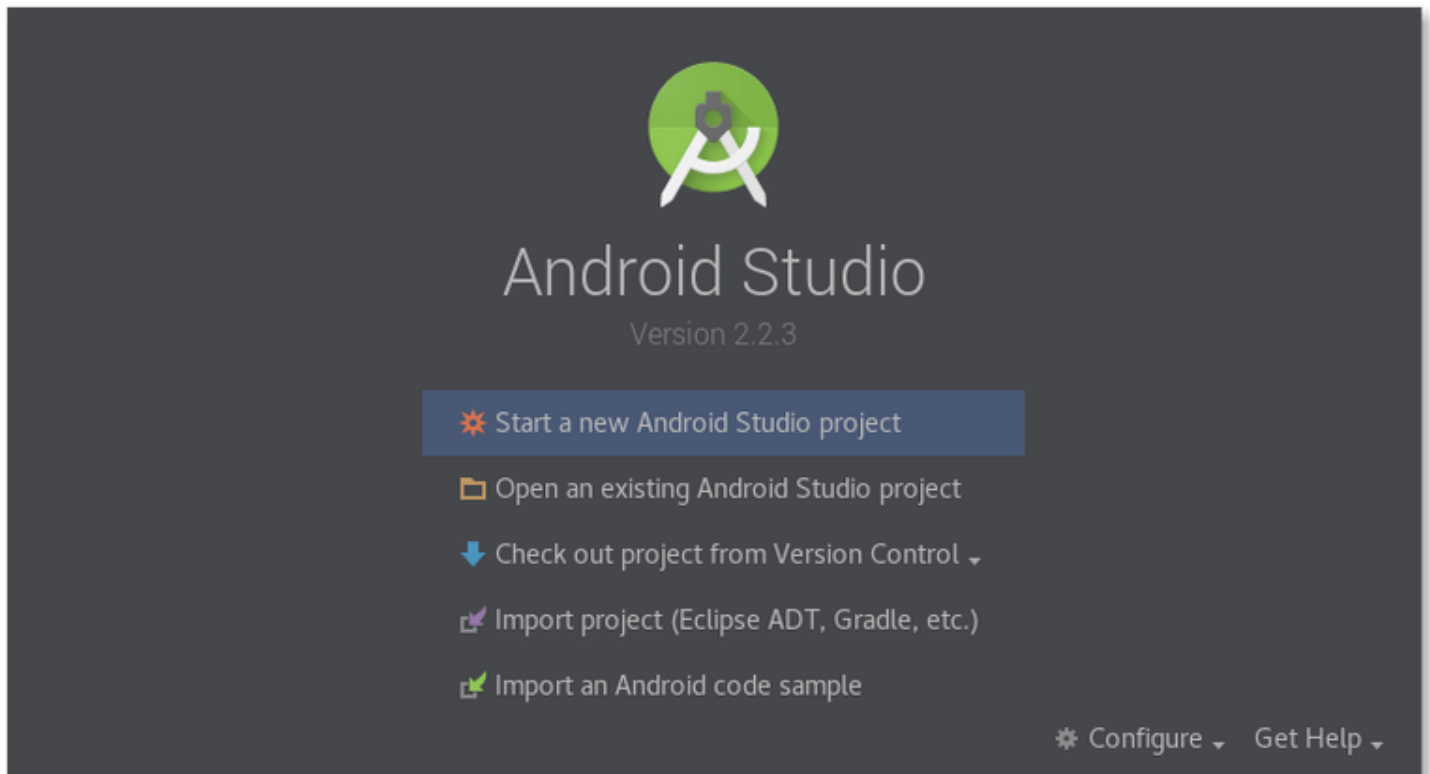 Android Studio
Version 2.2.3
Start a new Android Studio project
Open an existing Android Studio project
Check out project from Version Control
Import project (Eclipse ADT, Gradle, etc.)
Import an Android code sample
Configure Get Help